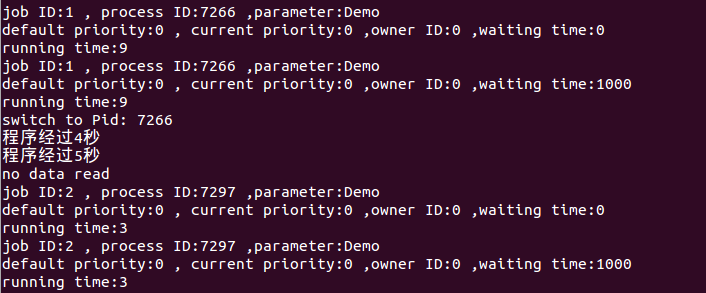 job ID:1 , process ID:7266 ,parameter:Demo
default priority:0 , current priority:0 ,owner ID:0 ,waiting time:0
running time:9
job ID:1 , process ID:7266 ,parameter:Demo
default priority:0 , current priority:0 ,owner ID:0 ,waiting time:1000
running time:9
switch to Pid: 7266
程序经过4秒
程序经过5秒
no data read
job ID:2 , process ID:7297 ,parameter:Demo
default priority:0 , current priority:0 ,owner ID:0 ,waiting time:0
running time:3
job ID:2 , process ID:7297 ,parameter:Demo
default priority:0 , current priority:0 ,owner ID:0 ,waiting time:1000
running time:3